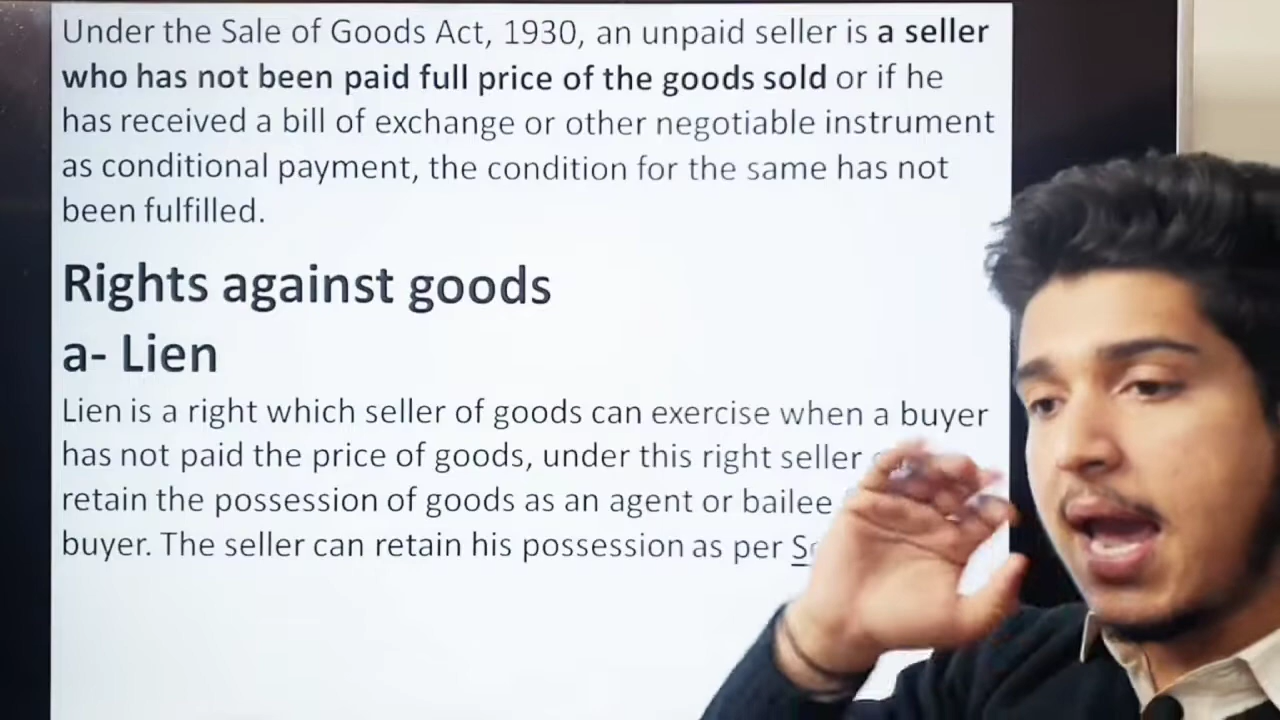 Under the Sale of Goods Act, 1930, an unpaid seller is a seller
who has not been paid full price of the goods sold or if he
has received a bill of exchange or other negotiable instrument
as conditional payment, the condition for the same has not
been fulfilled.
Rights against goods
a- Lien
Lien is a right which seller of goods can exercise when a buyer
has not paid the price of goods, under this right seller
retain the possession of goods as an agent or bailee
buyer. The seller can retain his possession as per